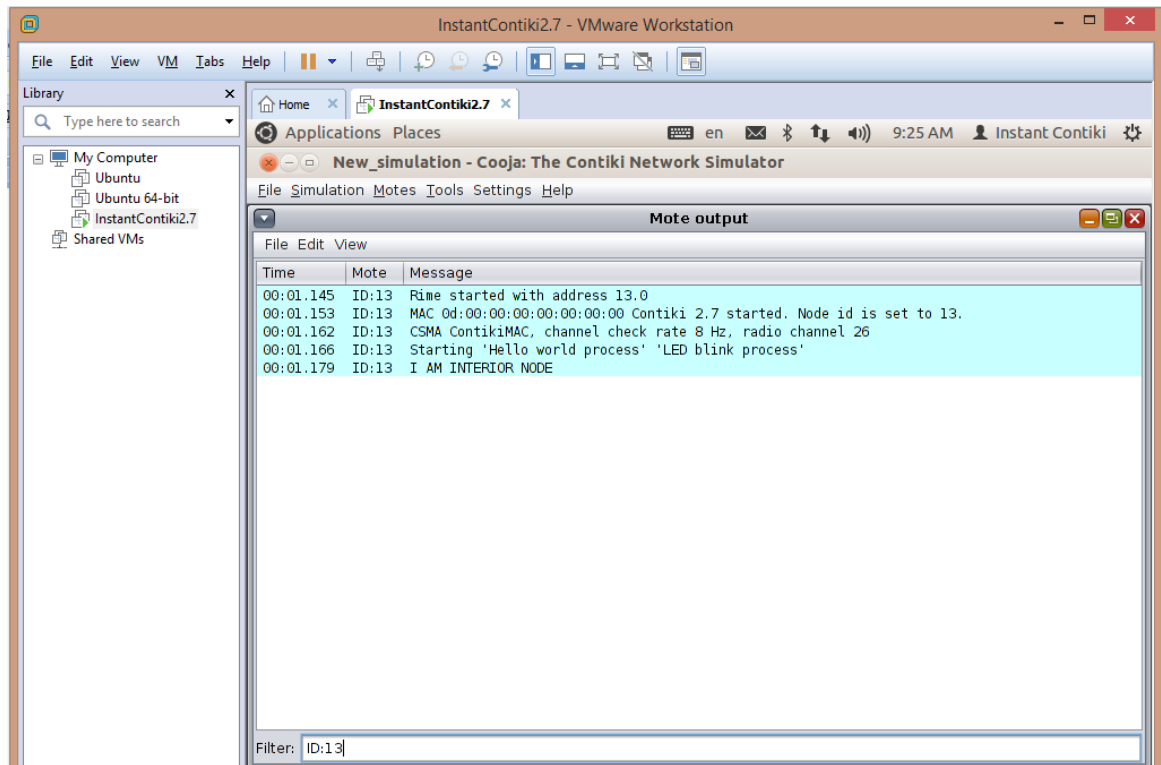 InstantContiki2.7 - VMware Workstation
File Edit View VM Tabs Help
Library x
Type here to search
My Computer
Ubuntu
Ubuntu 64-bit
InstantContiki2.7
Shared VMs
Home × InstantContiki2.7 ×
Applications Places en 9:25 AM Instant Contiki
New_simulation - Cooja: The Contiki Network Simulator
File Simulation Motes Tools Settings Help
Mote output
File Edit View
Time Mote Message
00:01.145 ID:13 Rime started with address 13.0
00:01.153 ID:13 MAC 0d:00:00:00:00:00:00:00 Contiki 2.7 started. Node id is set to 13.
00:01.162 ID:13 CSMA ContikiMAC, channel check rate 8 Hz, radio channel 26
00:01.166 ID:13 Starting 'Hello world process' 'LED blink process'
00:01.179 ID:13 I AM INTERIOR NODE
Filter: ID:13